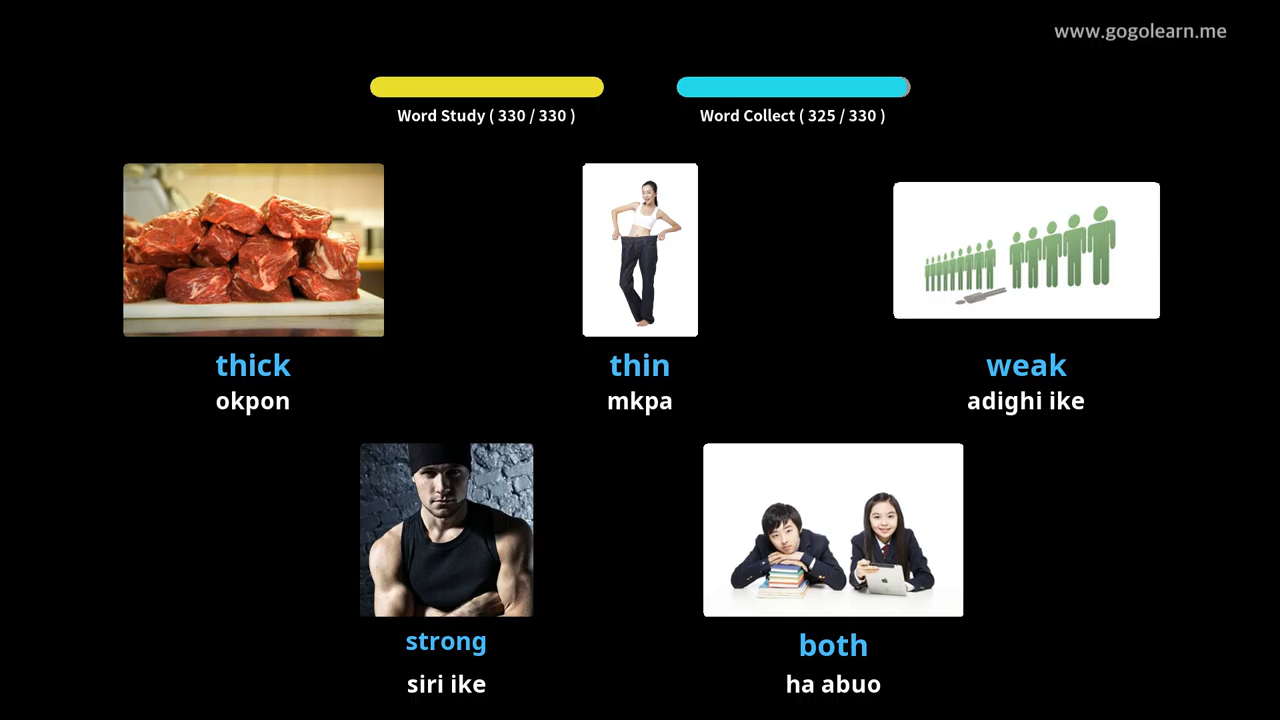 www.gogolearn.me
Word Study ( 330 / 330 )
Word Collect ( 325 / 330 )
thick
okpon
thin
mkpa
weak
adighi ike
strong
siri ike
both
ha abuo